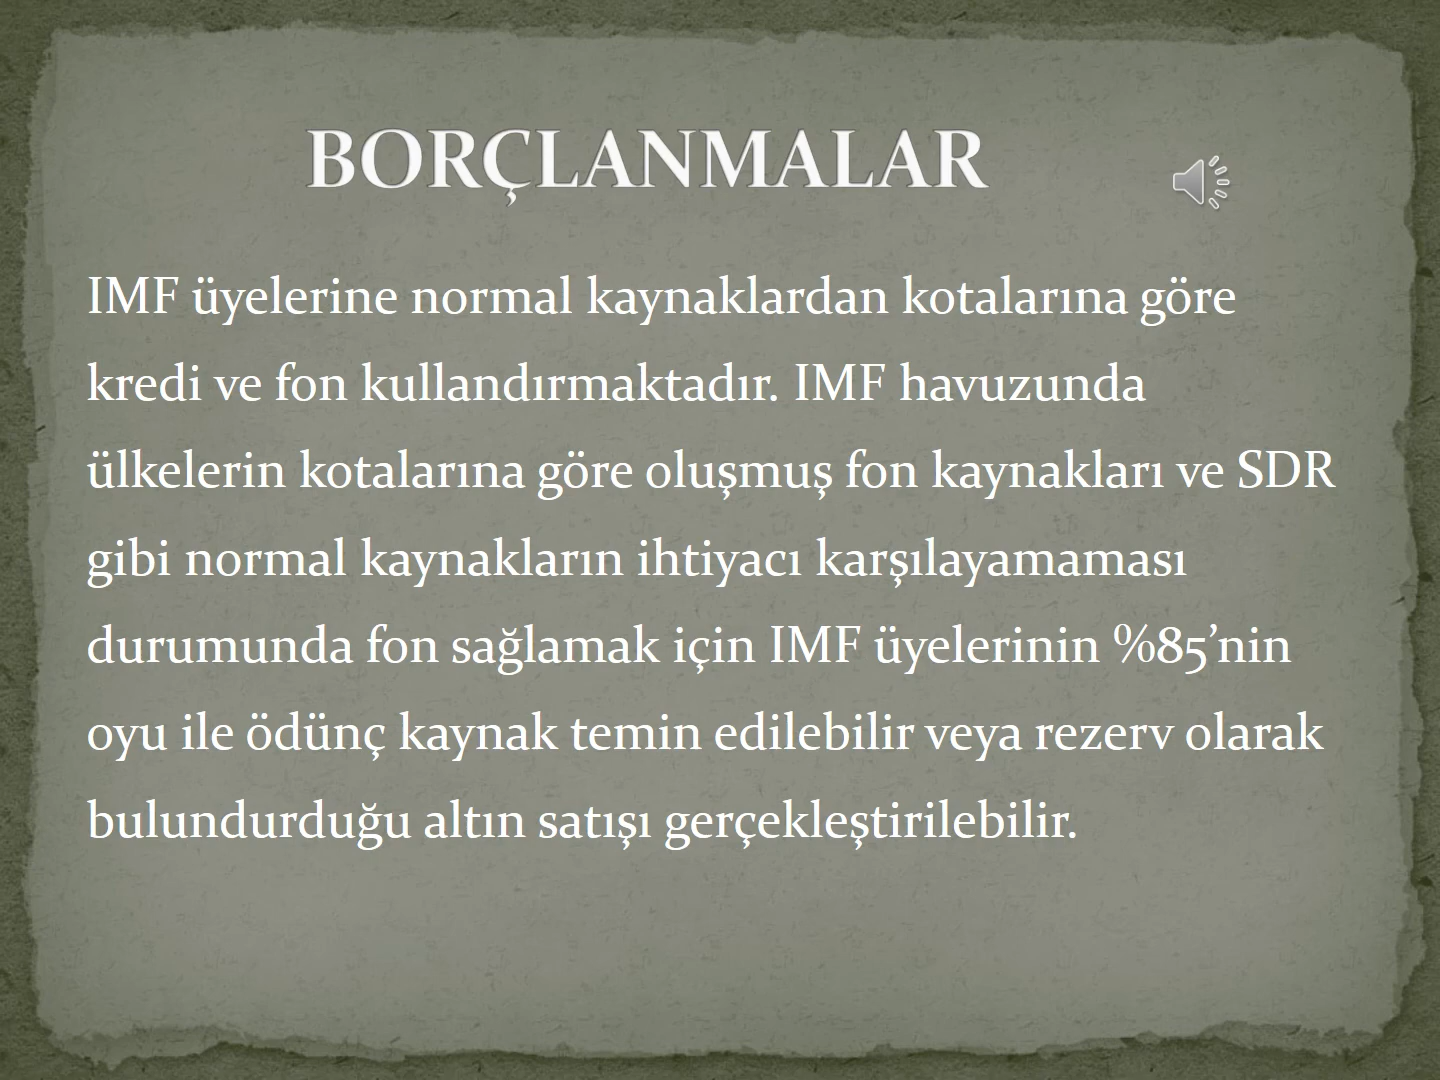 BORÇLANMALAR
IMF üyelerine normal kaynaklardan kotalarına göre
kredi ve fon kullandırmaktadır. IMF havuzunda
ülkelerin kotalarına göre oluşmuş fon kaynakları ve SDR
gibi normal kaynakların ihtiyacı karşılayamaması
durumunda fon sağlamak için IMF üyelerinin %85’nin
oyu ile ödünç kaynak temin edilebilir veya rezerv olarak
bulundurduğu altın satışı gerçekleştirilebilir.